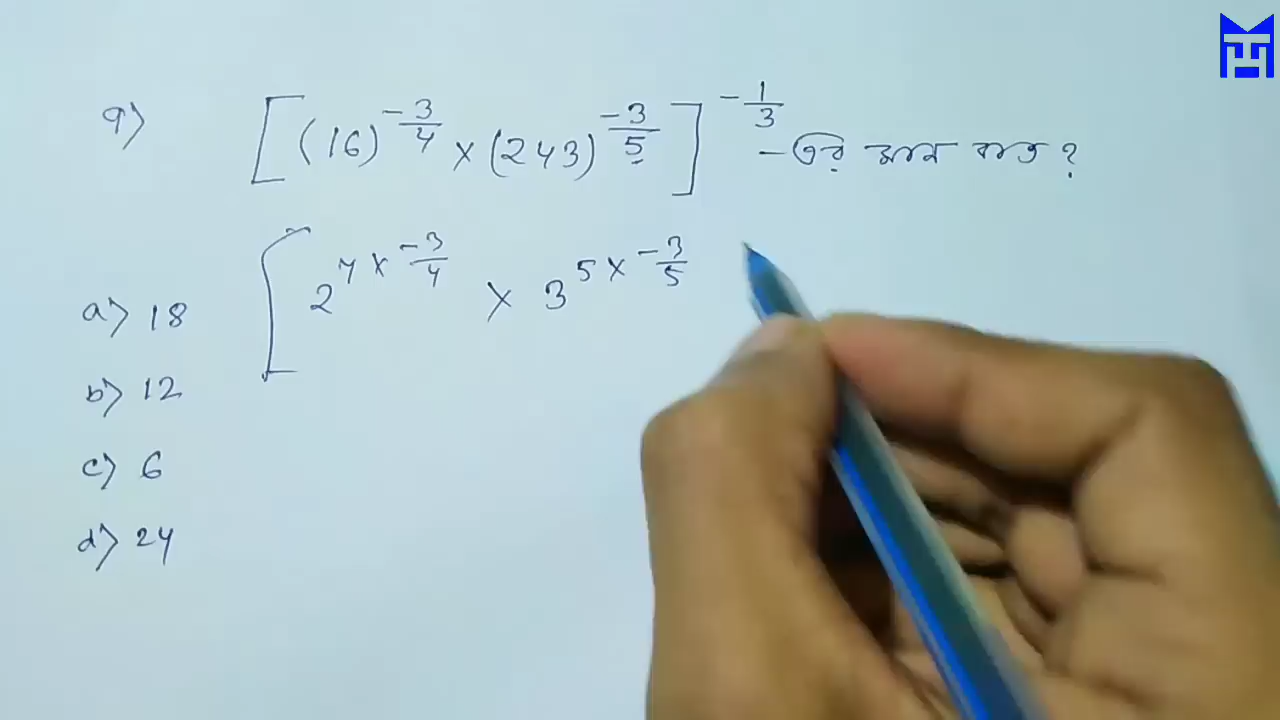 9) [(16)^{-3/4} × (243)^{-3/5}]^{-1/3} -এর মান কত ?
[2^{4 × -3/4} × 3^{5 × -3/5}
a) 18
b) 12
c) 6
d) 24